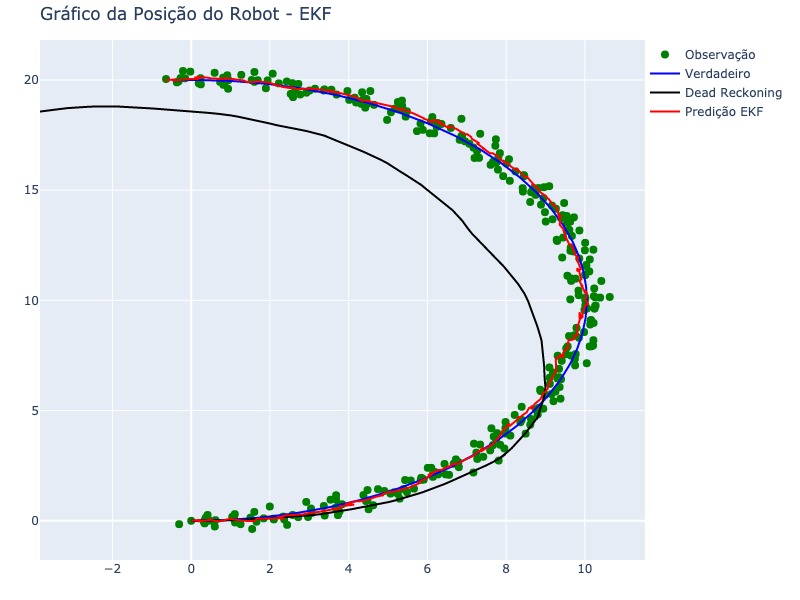 Gráfico da Posição do Robot - EKF
Observação
Verdadeiro
Dead Reckoning
Predição EKF
20
15
10
5
0
−2
0
2
4
6
8
10